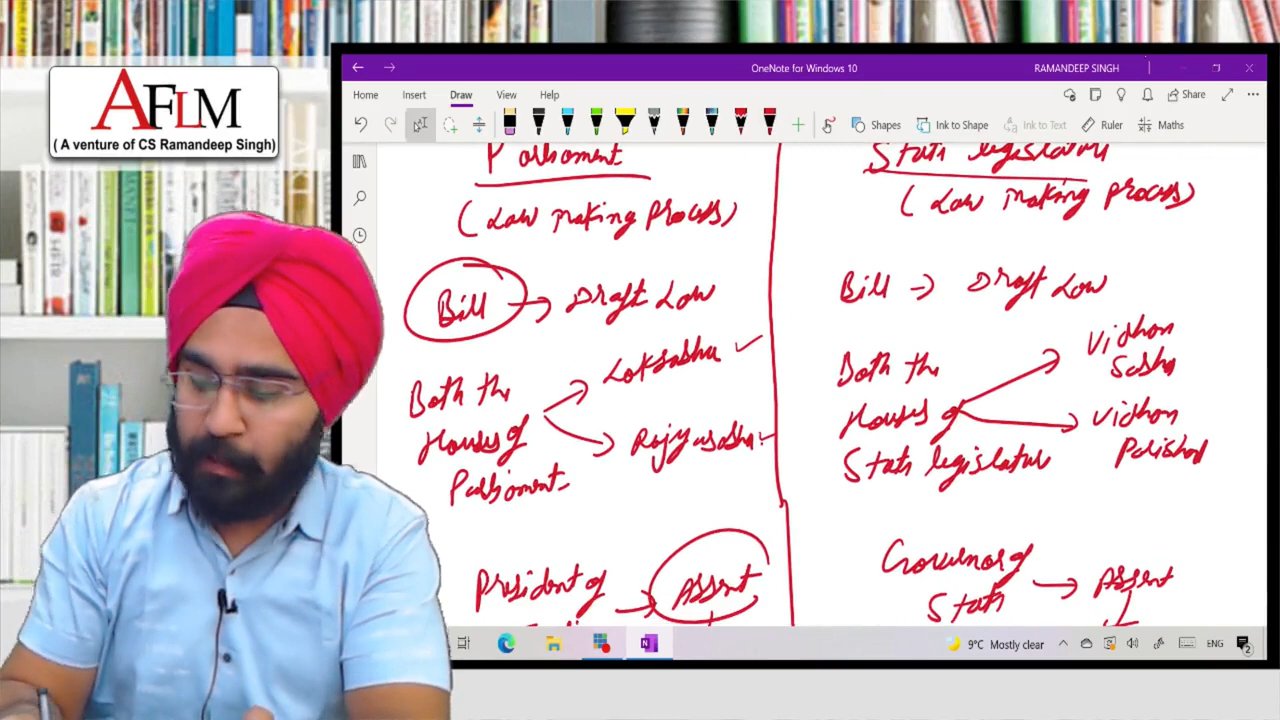 AFLM
( A venture of CS Ramandeep Singh)
OneNote for Windows 10
RAMANDEEP SINGH
Home
Insert
Draw
View
Help
Share
Shapes
Ink to Shape
Ink to Text
Ruler
Maths
Parliament
(Law making Process)
Bill → Draft Law
Both the
Houses of
Parliament
Loksabha ✓
Rajyasabha ✓
President of
→ Assent
State legislature
(Law making Process)
Bill → Draft Law
Both the
Houses of
State legislature
Vidhan
Sabha
Vidhan
Parishad
Governor of
State → Assent
9°C Mostly clear
ENG
2